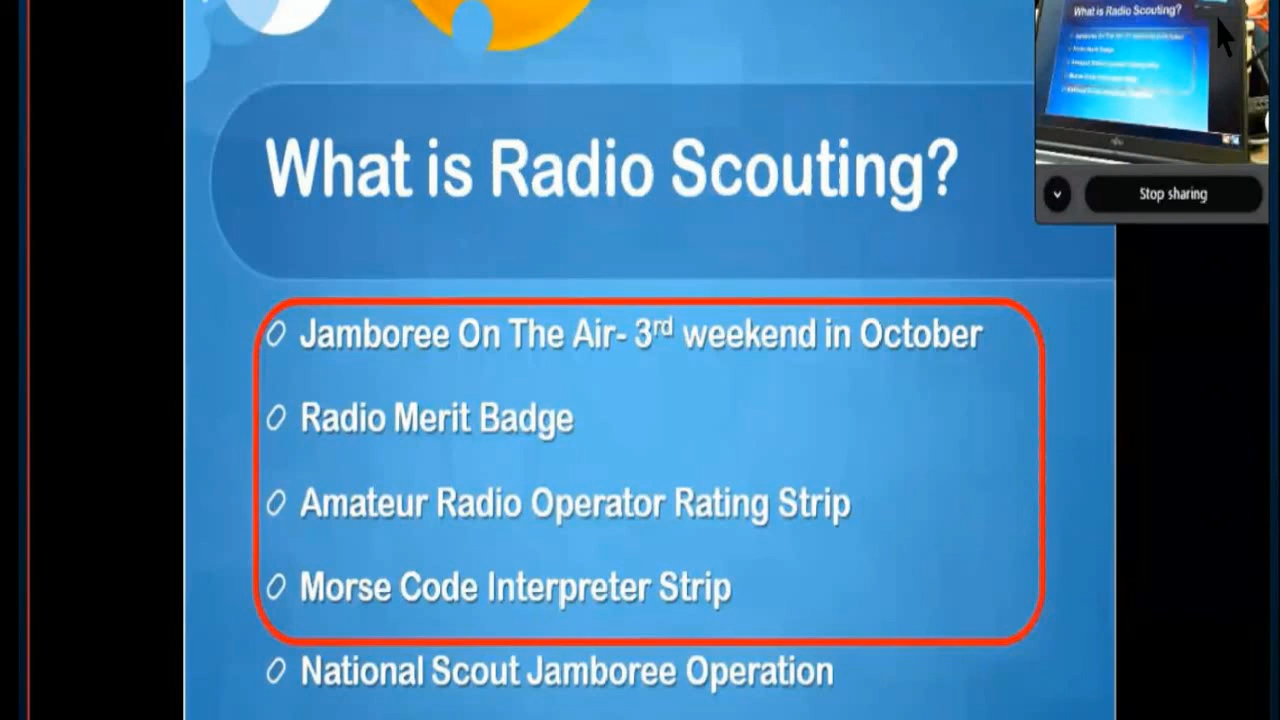 What is Radio Scouting?
Jamboree On The Air- 3rd weekend in October
Radio Merit Badge
Amateur Radio Operator Rating Strip
Morse Code Interpreter Strip
National Scout Jamboree Operation
What is Radio Scouting?
Stop sharing